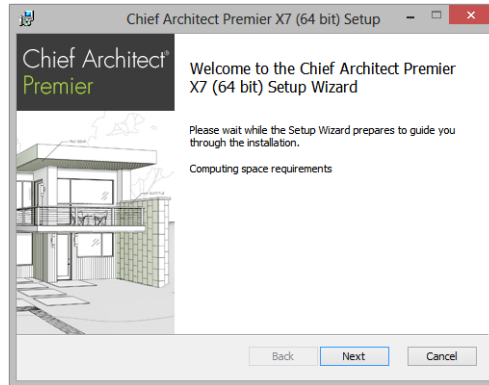 Chief Architect Premier X7 (64 bit) Setup
Chief Architect®
Premier
Welcome to the Chief Architect Premier
X7 (64 bit) Setup Wizard
Please wait while the Setup Wizard prepares to guide you
through the installation.
Computing space requirements
Back Next Cancel